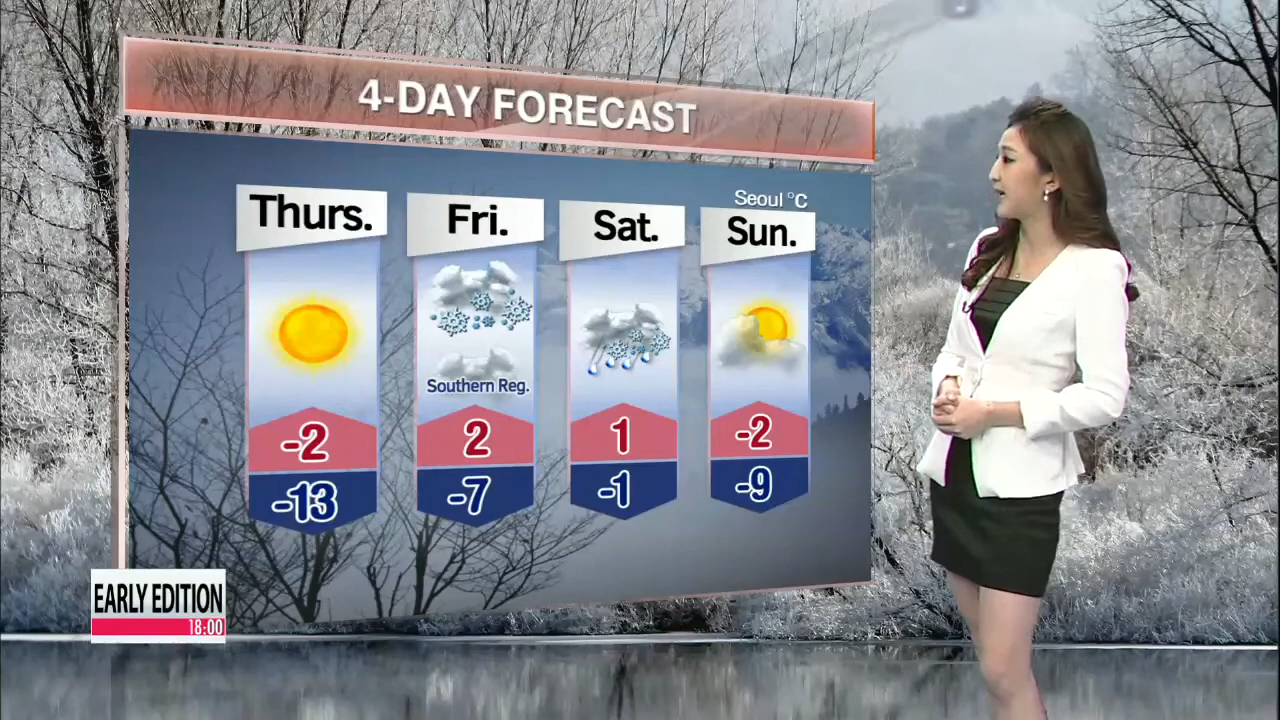 4-DAY FORECAST
Seoul °C
Thurs.
Fri.
Sat.
Sun.
Southern Reg.
-2
2
1
-2
-13
-7
-1
-9
EARLY EDITION
18:00